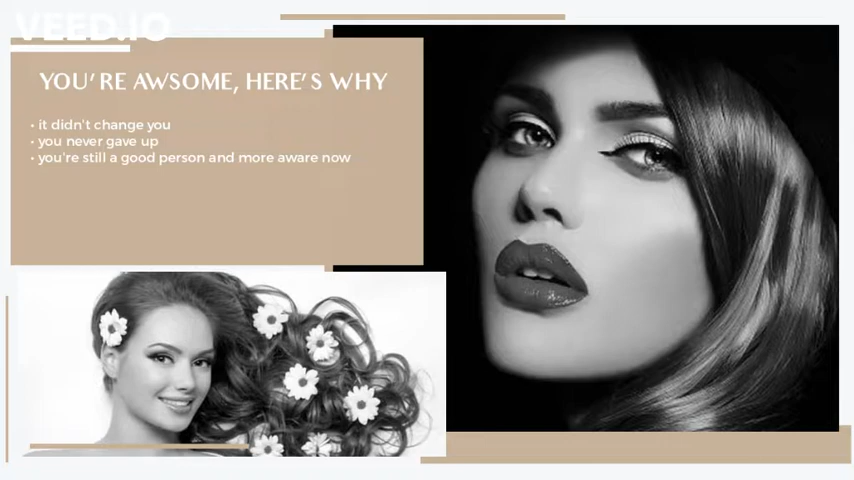 VEED.IO
YOU'RE AWSOME, HERE'S WHY
• it didn't change you
• you never gave up
• you're still a good person and more aware now